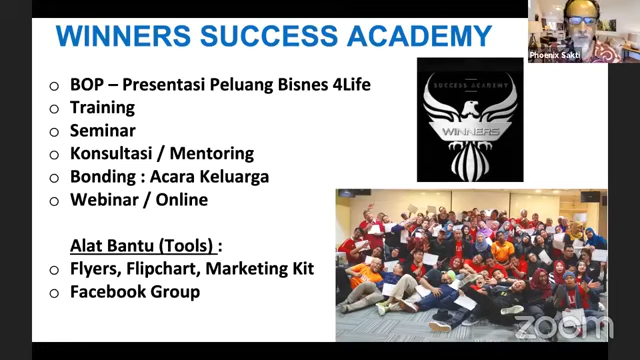 WINNERS SUCCESS ACADEMY
Phoenix Sakti
BOP – Presentasi Peluang Bisnes 4Life
Training
Seminar
Konsultasi / Mentoring
Bonding : Acara Keluarga
Webinar / Online
SUCCESS ACADEMY
WINNERS
Alat Bantu (Tools) :
Flyers, Flipchart, Marketing Kit
Facebook Group
zoom